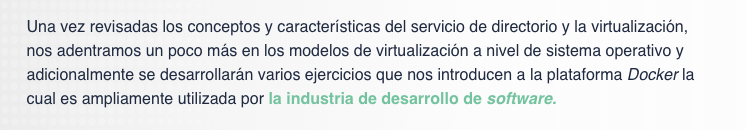 Una vez revisadas los conceptos y características del servicio de directorio y la virtualización,
nos adentramos un poco más en los modelos de virtualización a nivel de sistema operativo y
adicionalmente se desarrollarán varios ejercicios que nos introducen a la plataforma Docker la
cual es ampliamente utilizada por la industria de desarrollo de software.